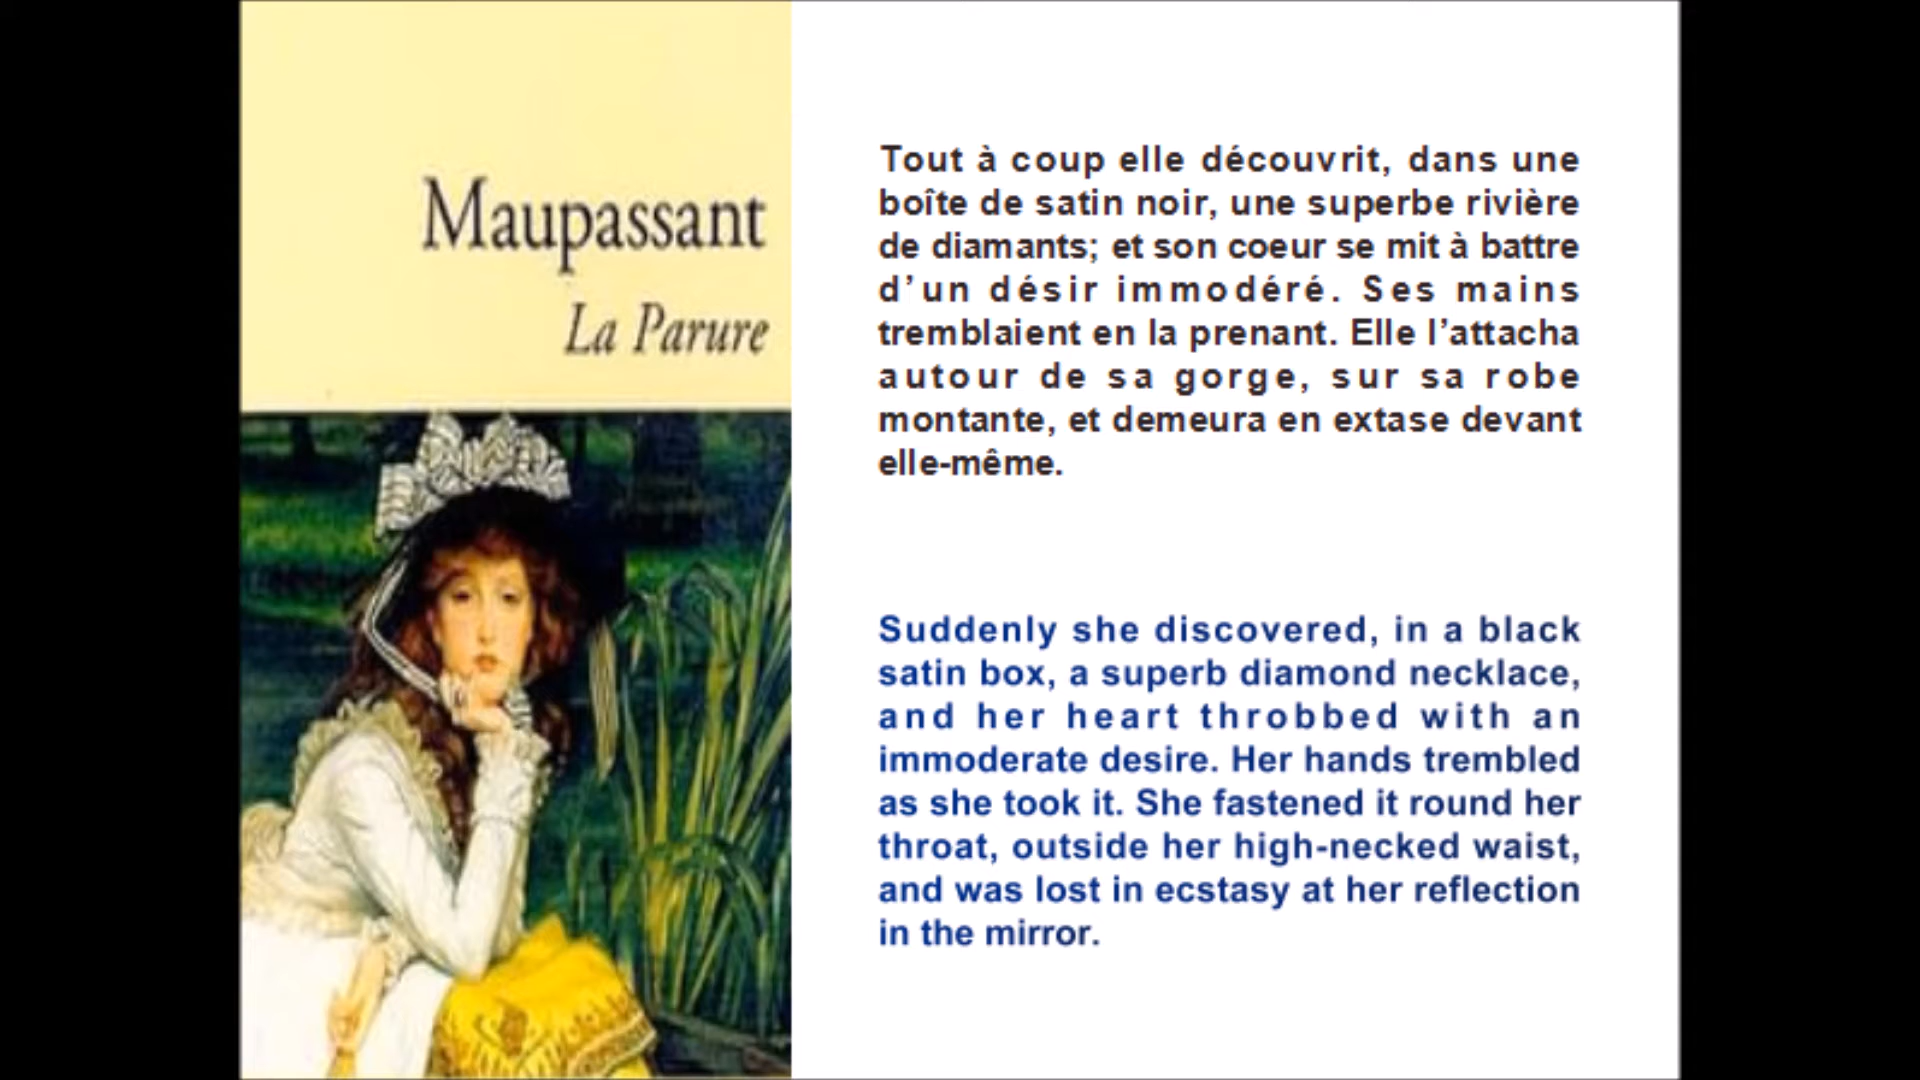 Maupassant
La Parure
Tout à coup elle découvrit, dans une
boîte de satin noir, une superbe rivière
de diamants; et son coeur se mit à battre
d’un désir immodéré. Ses mains
tremblaient en la prenant. Elle l’attacha
autour de sa gorge, sur sa robe
montante, et demeura en extase devant
elle-même.
Suddenly she discovered, in a black
satin box, a superb diamond necklace,
and her heart throbbed with an
immoderate desire. Her hands trembled
as she took it. She fastened it round her
throat, outside her high-necked waist,
and was lost in ecstasy at her reflection
in the mirror.